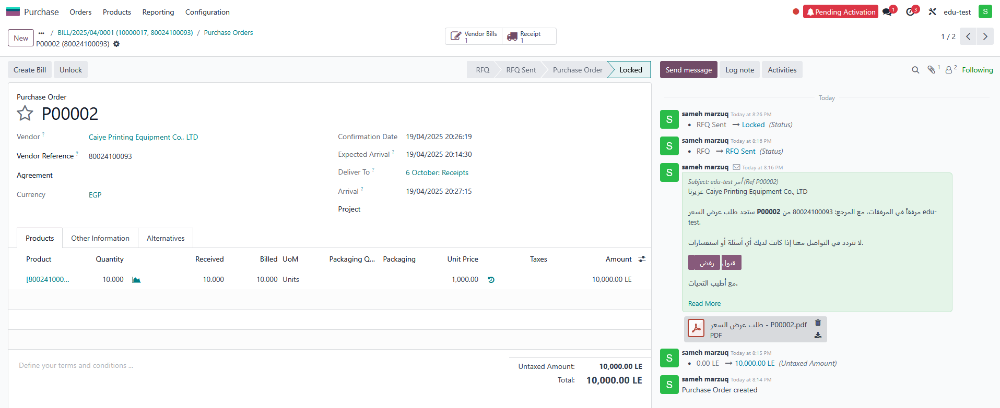 Purchase Orders Products Reporting Configuration
Pending Activation 1 3 edu-test S
New ... / BILL/2025/04/0001 (10000017, 80024100093) / Purchase Orders
P00002 (80024100093)
Vendor Bills
1
Receipt
1
1 / 2
Create Bill Unlock
RFQ RFQ Sent Purchase Order Locked
Send message Log note Activities 1 2 Following
Purchase Order
P00002
Vendor ? Caiye Printing Equipment Co., LTD
Vendor Reference ? 80024100093
Agreement
Currency EGP
Confirmation Date 19/04/2025 20:26:19
Expected Arrival ? 19/04/2025 20:14:30
Deliver To ? 6 October: Receipts
Arrival ? 19/04/2025 20:27:15
Project
Products Other Information Alternatives
Product Quantity Received Billed UoM Packaging Q... Packaging Unit Price Taxes Amount
[800241000... 10.000 10.000 10.000 Units 1,000.00 10,000.00 LE
Define your terms and conditions ...
Untaxed Amount: 10,000.00 LE
Total: 10,000.00 LE
Today
S sameh marzuq Today at 8:26 PM
• RFQ Sent → Locked (Status)
S sameh marzuq Today at 8:16 PM
• RFQ → RFQ Sent (Status)
S sameh marzuq Today at 8:16 PM
Subject: edu-test أمر (Ref P00002)
عزيزنا Caiye Printing Equipment Co., LTD
ستجد طلب عرض السعر P00002 من 80024100093 :مرفقاً في المرفقات، مع المرجع edu-
test.
لا تتردد في التواصل معنا إذا كانت لديك أي أسئلة أو استفسارات.
رفض قبول
مع أطيب التحيات،
Read More
طلب عرض السعر - P00002.pdf
PDF
S sameh marzuq Today at 8:15 PM
• 0.00 LE → 10,000.00 LE (Untaxed Amount)
S sameh marzuq Today at 8:14 PM
Purchase Order created